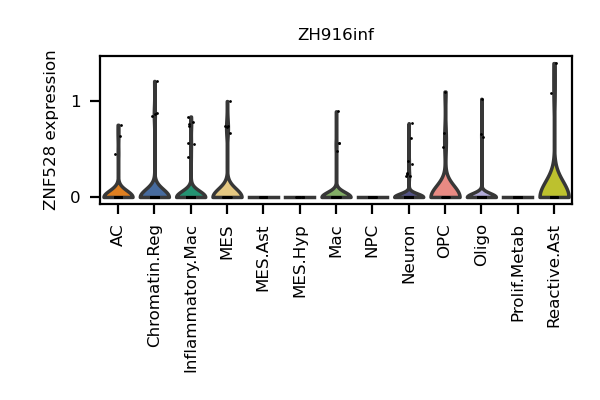 ZH916inf
ZNF528 expression
1
0
AC
Chromatin.Reg
Inflammatory.Mac
MES
MES.Ast
MES.Hyp
Mac
NPC
Neuron
OPC
Oligo
Prolif.Metab
Reactive.Ast